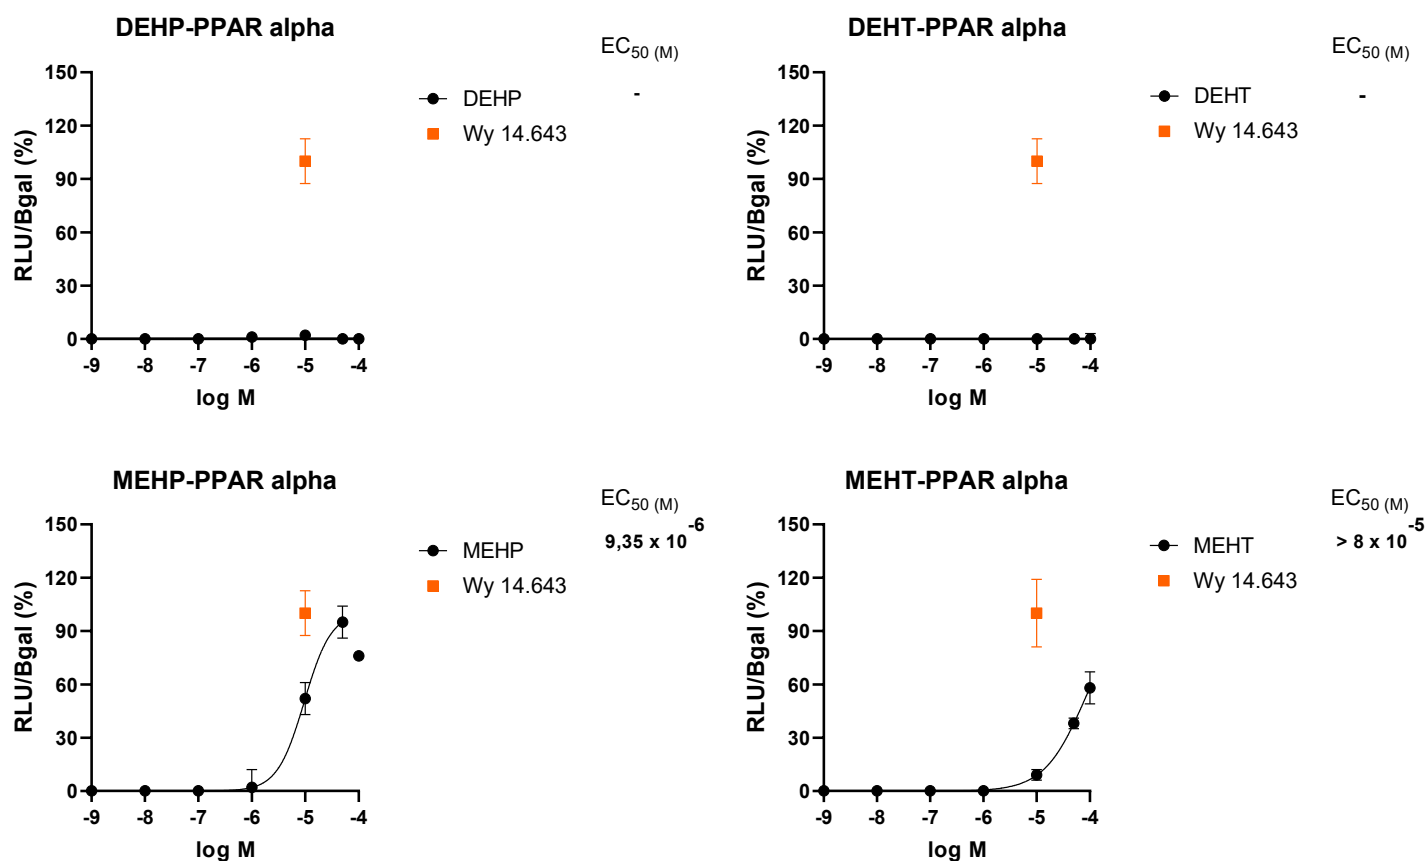 DEHP-PPAR alpha
EC50 (M)
-
DEHP
Wy 14.643
RLU/Bgal (%)
150
120
90
60
30
0
-9 -8 -7 -6 -5 -4
log M
DEHT-PPAR alpha
EC50 (M)
-
DEHT
Wy 14.643
RLU/Bgal (%)
150
120
90
60
30
0
-9 -8 -7 -6 -5 -4
log M
MEHP-PPAR alpha
EC50 (M)
9,35 x 10-6
MEHP
Wy 14.643
RLU/Bgal (%)
150
120
90
60
30
0
-9 -8 -7 -6 -5 -4
log M
MEHT-PPAR alpha
EC50 (M)
> 8 x 10-5
MEHT
Wy 14.643
RLU/Bgal (%)
150
120
90
60
30
0
-9 -8 -7 -6 -5 -4
log M